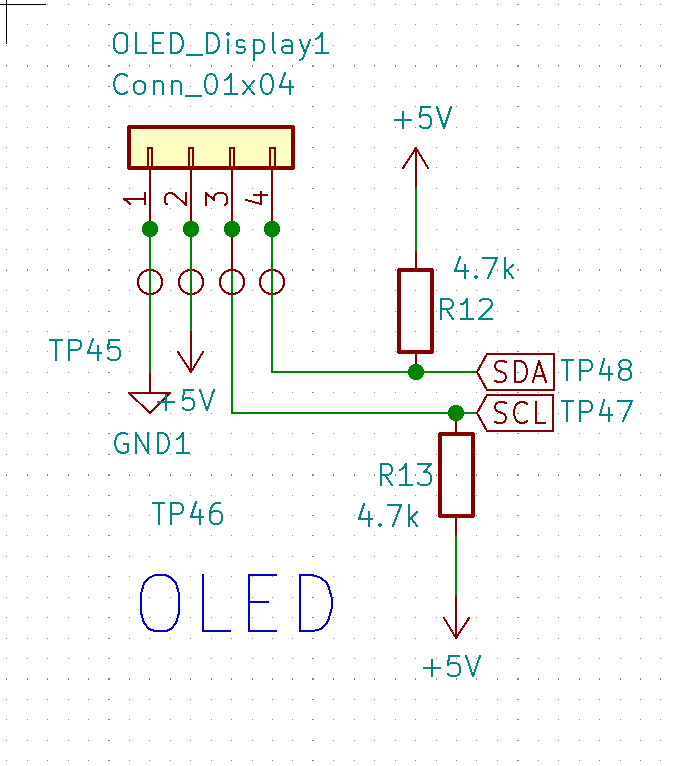 OLED_Display1
Conn_01x04
+5V
1
2
3
4
4.7k
R12
TP45
SDA
TP48
+5V
SCL
TP47
GND1
R13
TP46
4.7k
OLED
+5V